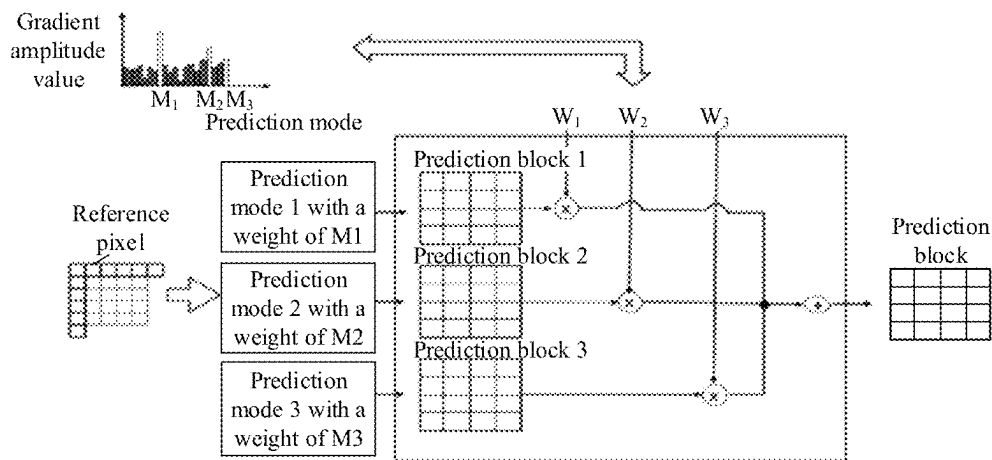 Gradient
amplitude
value
M1 M2 M3
Prediction mode
W1 W2 W3
Prediction
mode 1 with a
weight of M1
Prediction
mode 2 with a
weight of M2
Prediction
mode 3 with a
weight of M3
Reference
pixel
Prediction block 1
×
Prediction block 2
×
Prediction block 3
×
+
Prediction
block